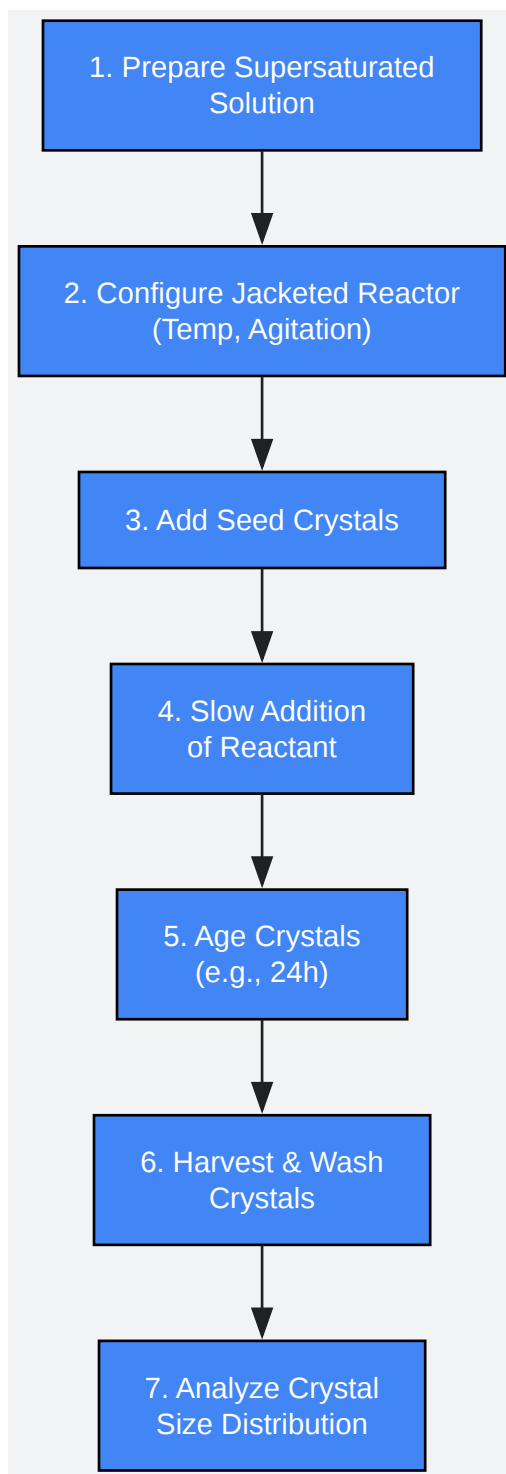 1. Prepare Supersaturated
Solution
2. Configure Jacketed Reactor
(Temp, Agitation)
3. Add Seed Crystals
4. Slow Addition
of Reactant
5. Age Crystals
(e.g., 24h)
6. Harvest & Wash
Crystals
7. Analyze Crystal
Size Distribution